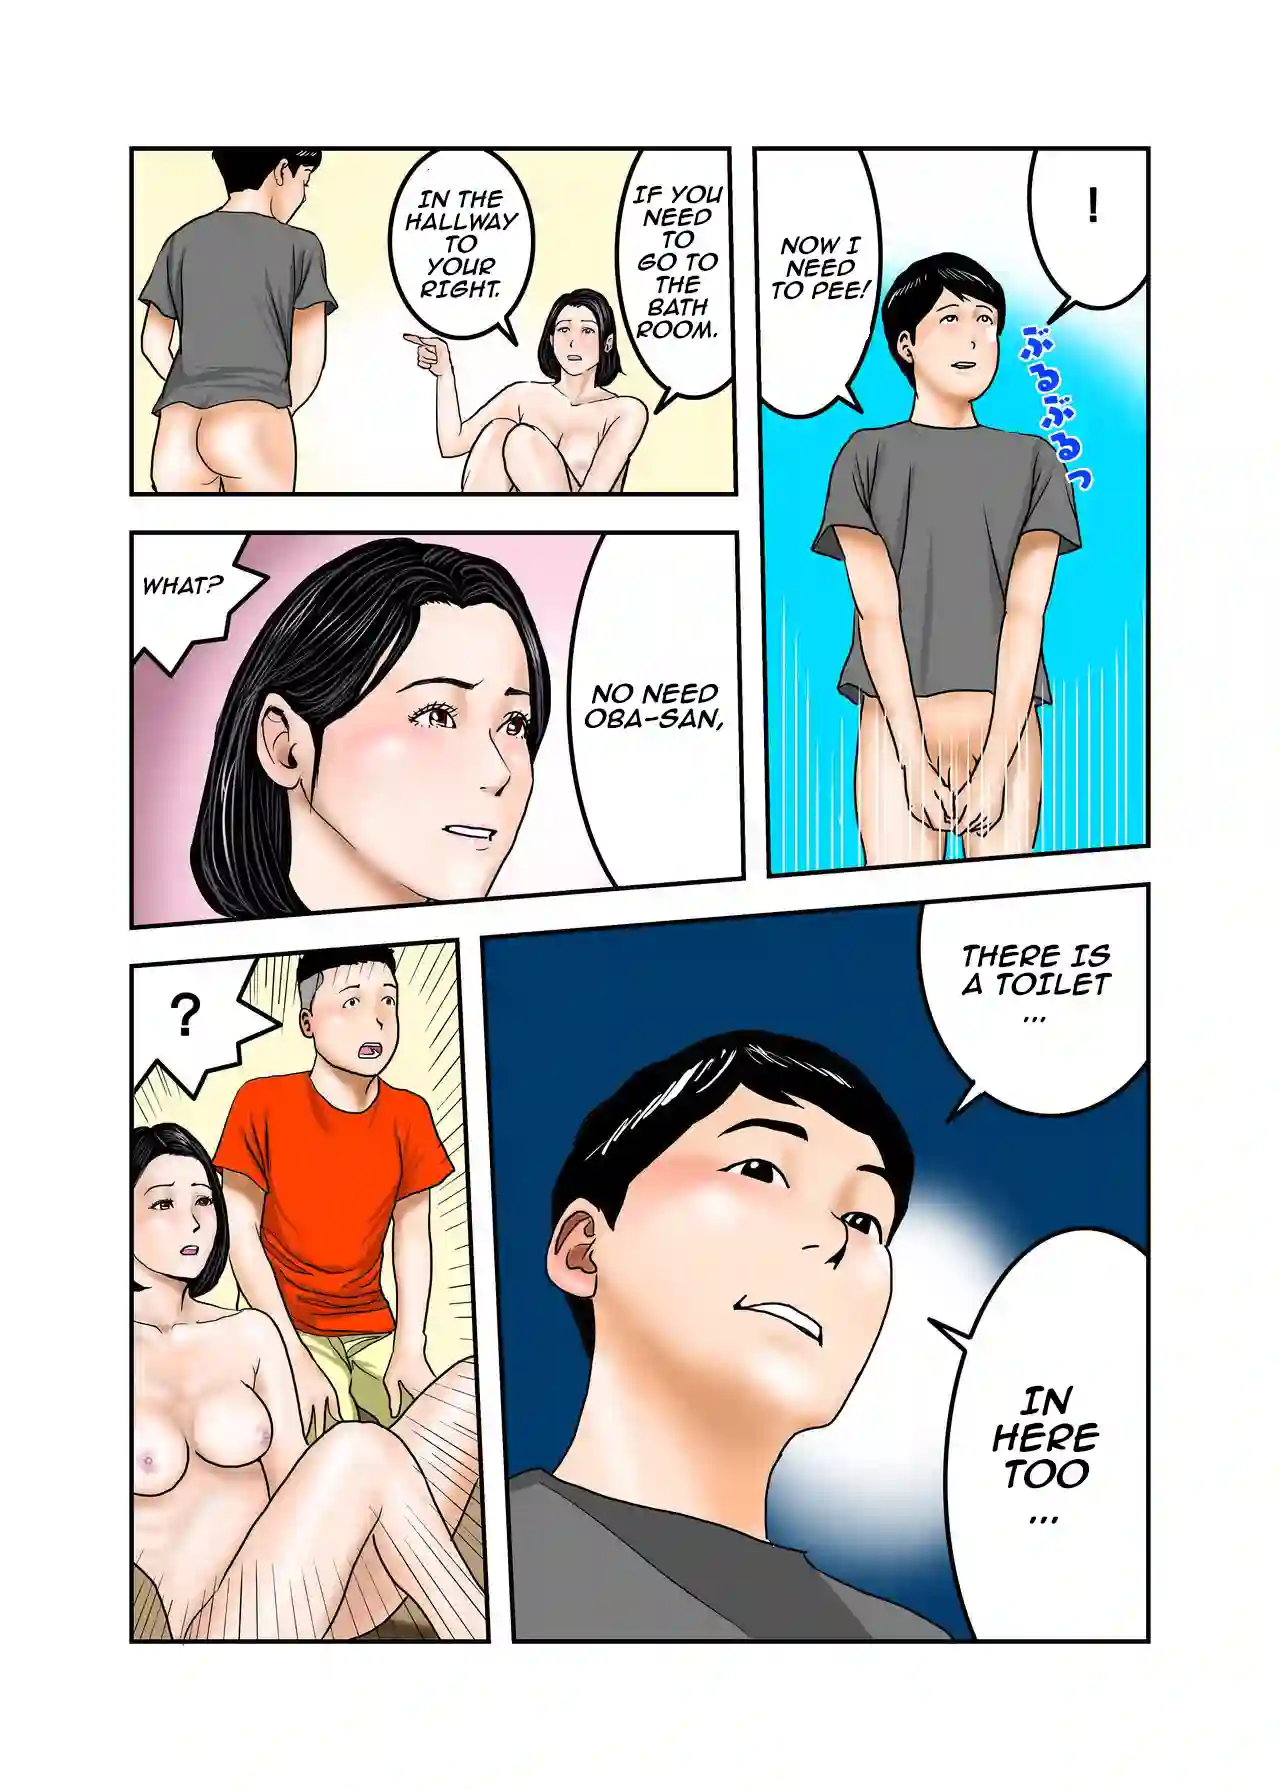 !
NOW I
NEED
TO PEE!
ぶるぶるっ
IF YOU
NEED
TO
GO TO
THE
BATH
ROOM.
IN THE
HALLWAY
TO
YOUR
RIGHT.
NO NEED
OBA-SAN,
WHAT?
THERE IS
A TOILET
...
IN
HERE
TOO
...
?